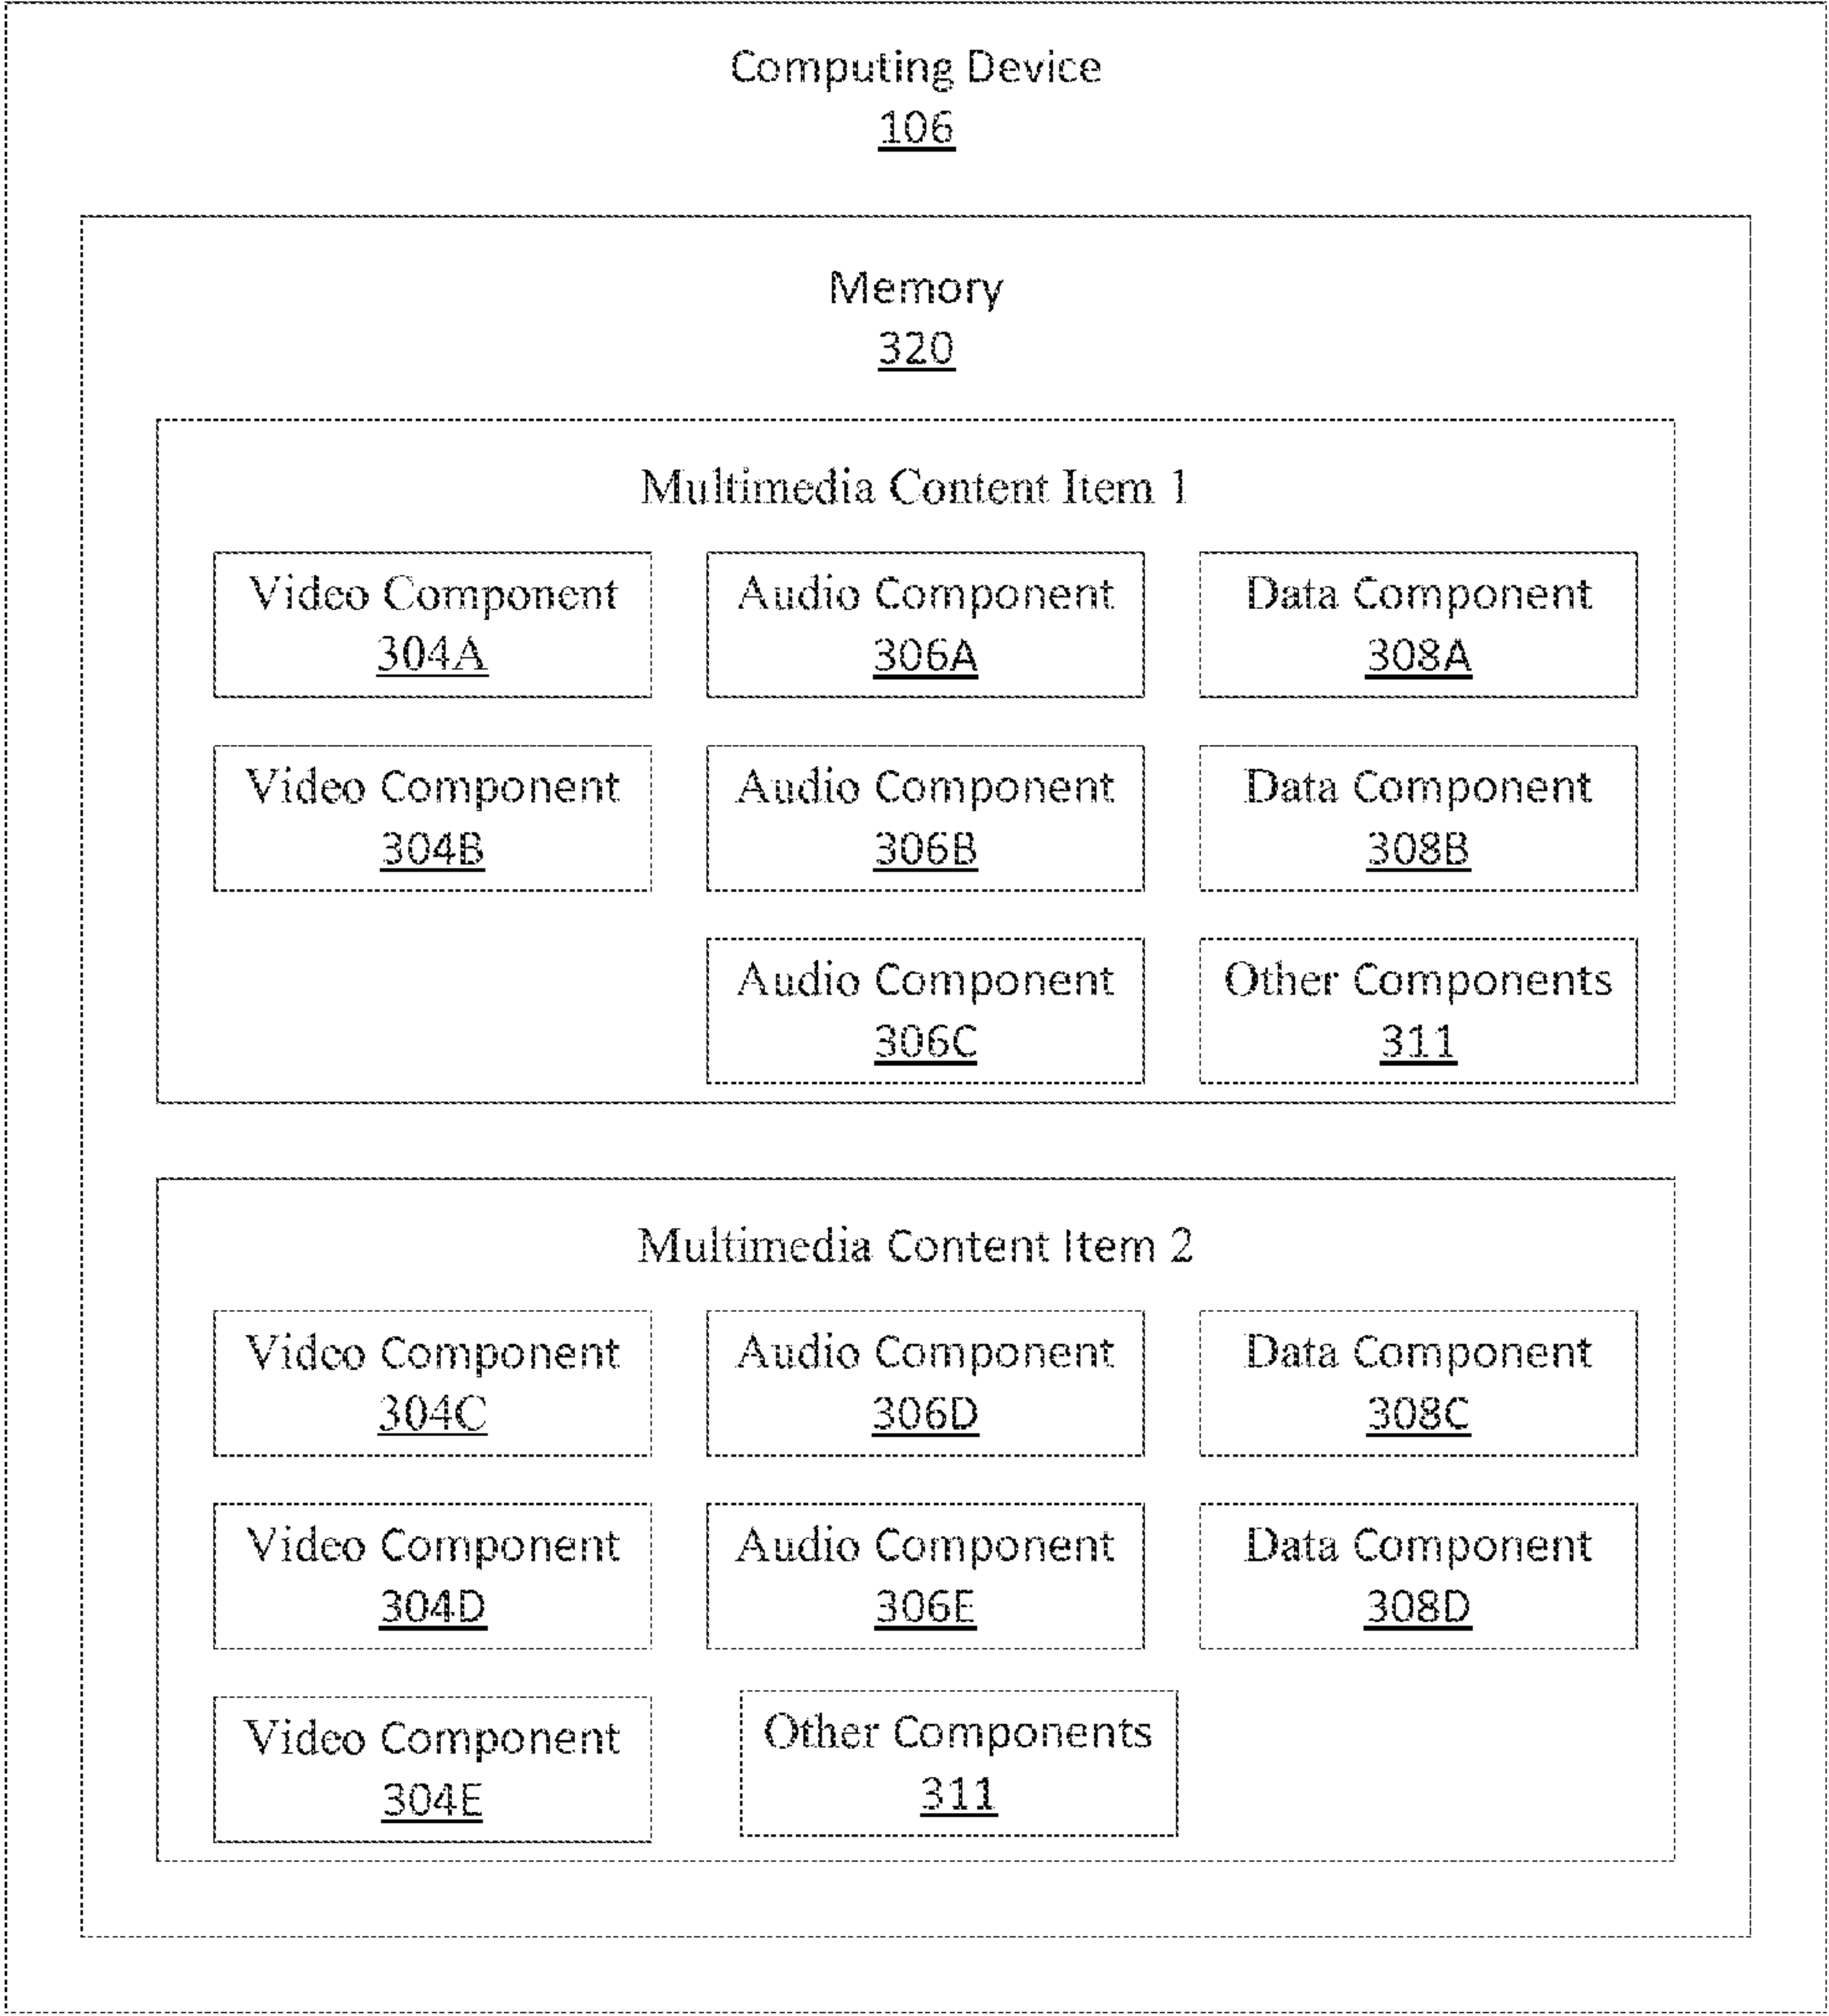 Computing Device
106
Memory
320
Multimedia Content Item 1
Video Component
304A
Audio Component
306A
Data Component
308A
Video Component
304B
Audio Component
306B
Data Component
308B
Audio Component
306C
Other Components
311
Multimedia Content Item 2
Video Component
304C
Audio Component
306D
Data Component
308C
Video Component
304D
Audio Component
306E
Data Component
308D
Video Component
304E
Other Components
311